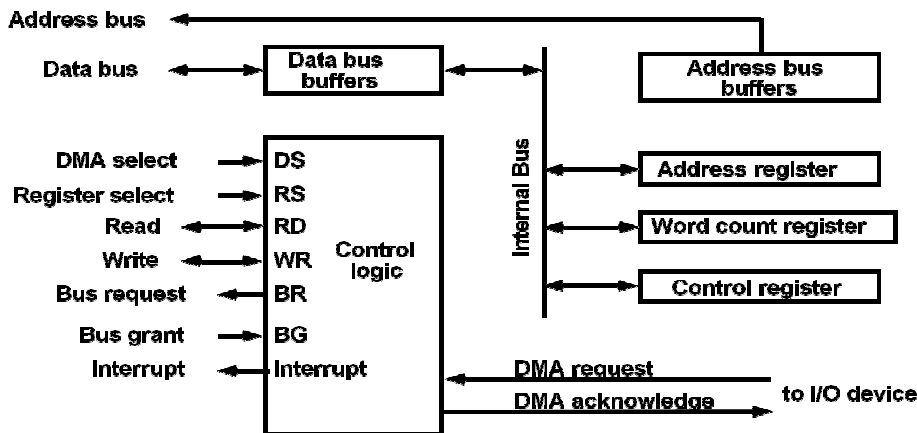 Address bus
Data bus
Data bus
buffers
Address bus
buffers
DMA select
DS
Register select
RS
Read
RD
Write
WR
Bus request
BR
Bus grant
BG
Interrupt
Interrupt
Control
logic
Internal Bus
Address register
Word count register
Control register
DMA request
DMA acknowledge
to I/O device